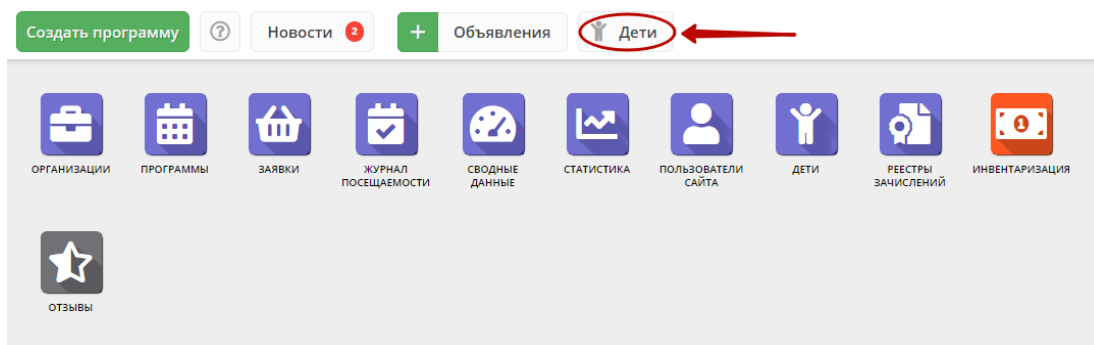 Создать программу ? Новости 2 + Объявления Дети
ОРГАНИЗАЦИИ ПРОГРАММЫ ЗАЯВКИ ЖУРНАЛ СВОДНЫЕ СТАТИСТИКА ПОЛЬЗОВАТЕЛИ ДЕТИ РЕЕСТРЫ ИНВЕНТАРИЗАЦИЯ
ПОСЕЩАЕМОСТИ ДАННЫЕ САЙТА ЗАЧИСЛЕНИЙ
ОТЗЫВЫ